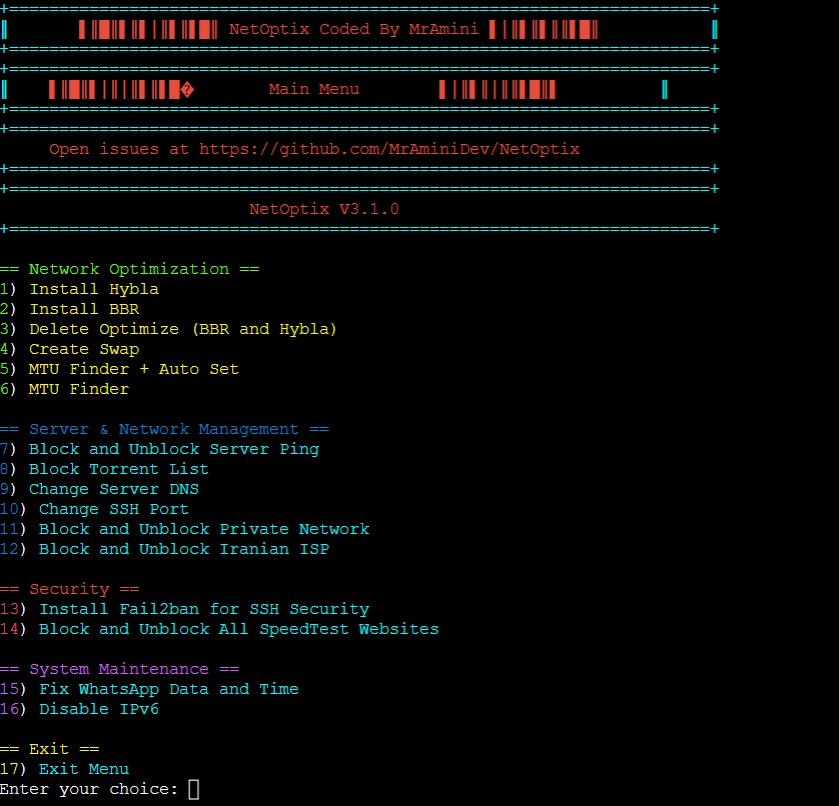 NetOptix Coded By MrAmini
Main Menu
Open issues at https://github.com/MrAminiDev/NetOptix
NetOptix V3.1.0
== Network Optimization ==
1) Install Hybla
2) Install BBR
3) Delete Optimize (BBR and Hybla)
4) Create Swap
5) MTU Finder + Auto Set
6) MTU Finder
== Server & Network Management ==
7) Block and Unblock Server Ping
8) Block Torrent List
9) Change Server DNS
10) Change SSH Port
11) Block and Unblock Private Network
12) Block and Unblock Iranian ISP
== Security ==
13) Install Fail2ban for SSH Security
14) Block and Unblock All SpeedTest Websites
== System Maintenance ==
15) Fix WhatsApp Data and Time
16) Disable IPv6
== Exit ==
17) Exit Menu
Enter your choice: